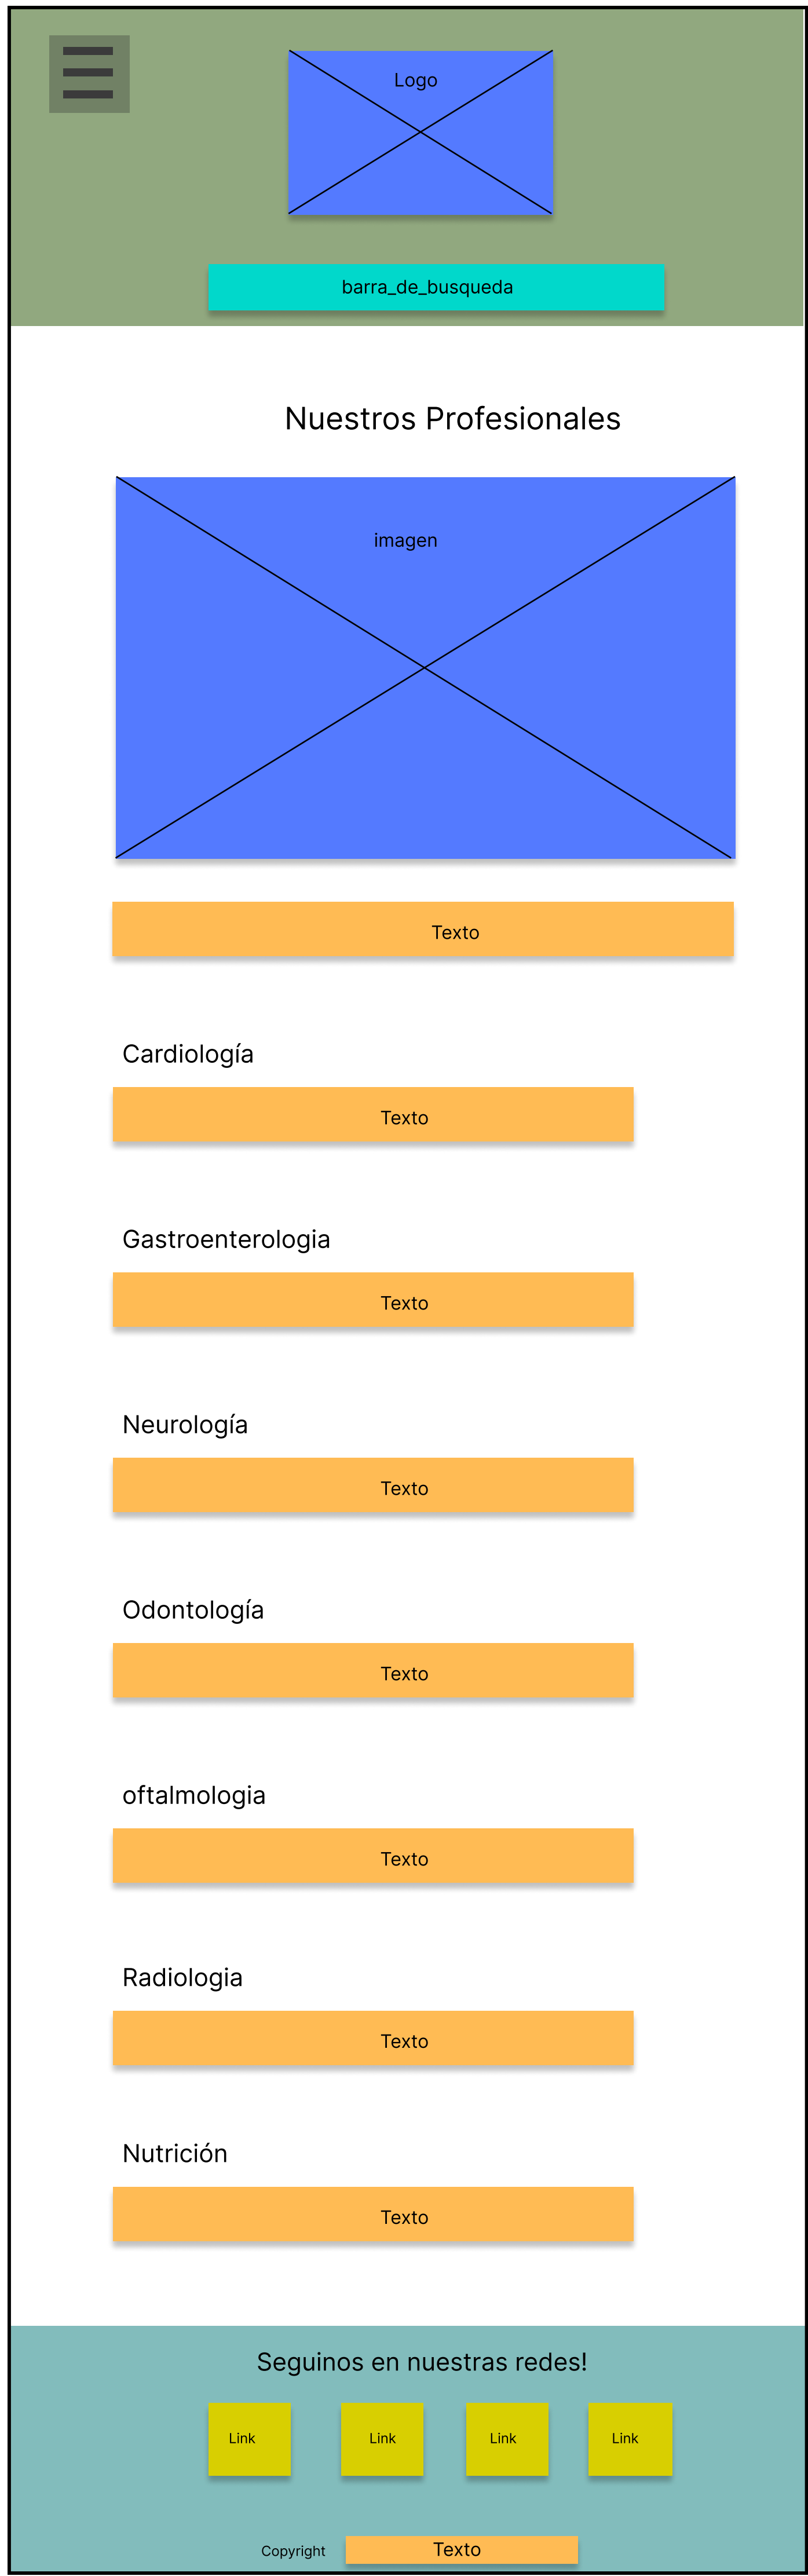 Logo
barra_de_busqueda
Nuestros Profesionales
imagen
Texto
Cardiología
Texto
Gastroenterologia
Texto
Neurología
Texto
Odontología
Texto
oftalmologia
Texto
Radiologia
Texto
Nutrición
Texto
Seguinos en nuestras redes!
Link Link Link Link
Copyright Texto